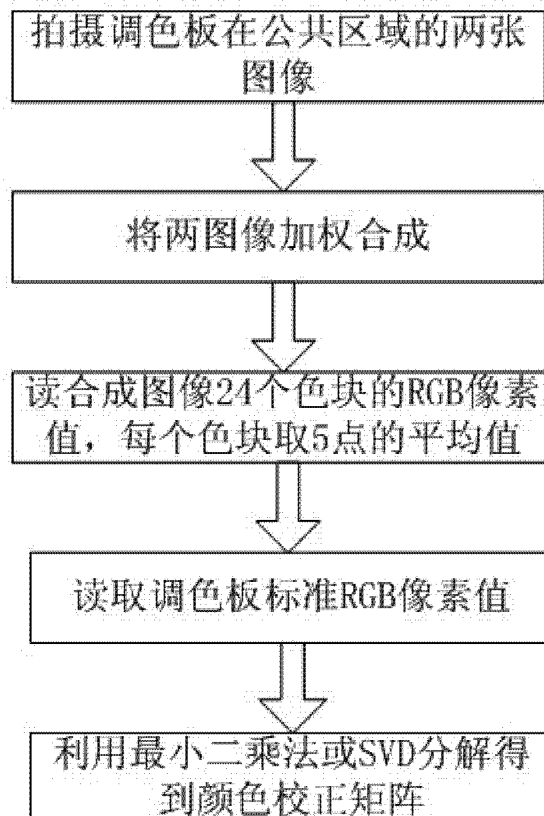 拍摄调色板在公共区域的两张
图像
将两图像加权合成
读合成图像24个色块的RGB像素
值，每个色块取5点的平均值
读取调色板标准RGB像素值
利用最小二乘法或SVD分解得
到颜色校正矩阵